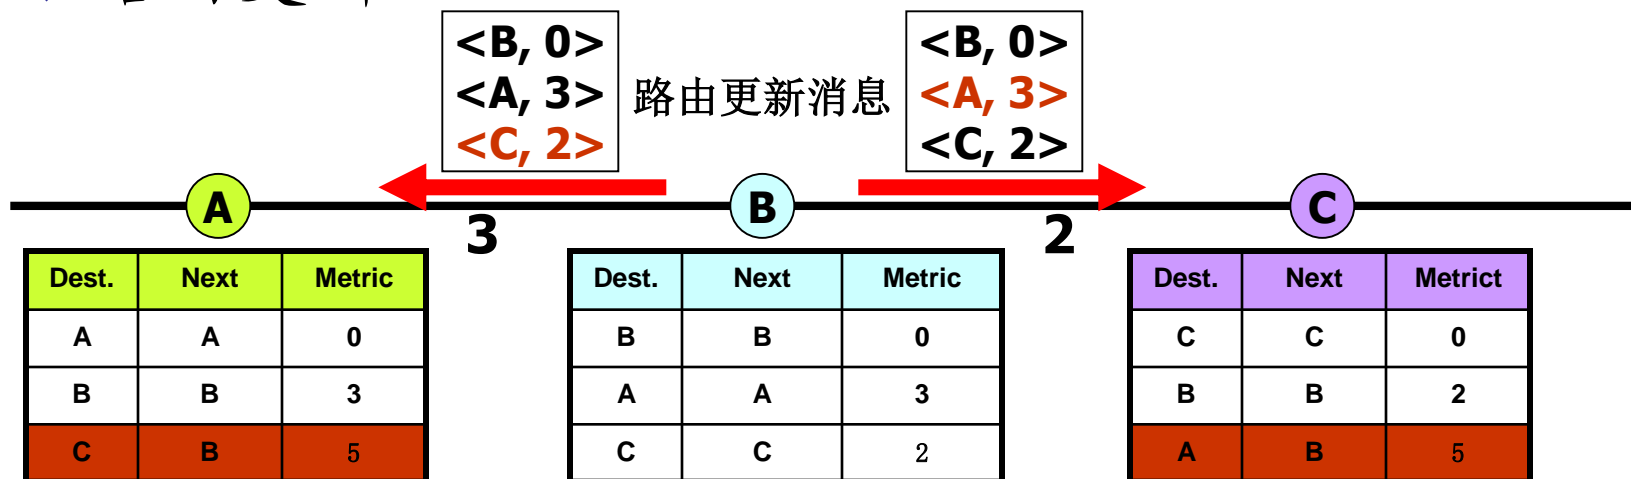 <B, 0>
<A, 3>
<C, 2>
路由更新消息
<B, 0>
<A, 3>
<C, 2>
A
B
C
3
2
Dest. Next Metric
A A 0
B B 3
C B 5
Dest. Next Metric
B B 0
A A 3
C C 2
Dest. Next Metrict
C C 0
B B 2
A B 5